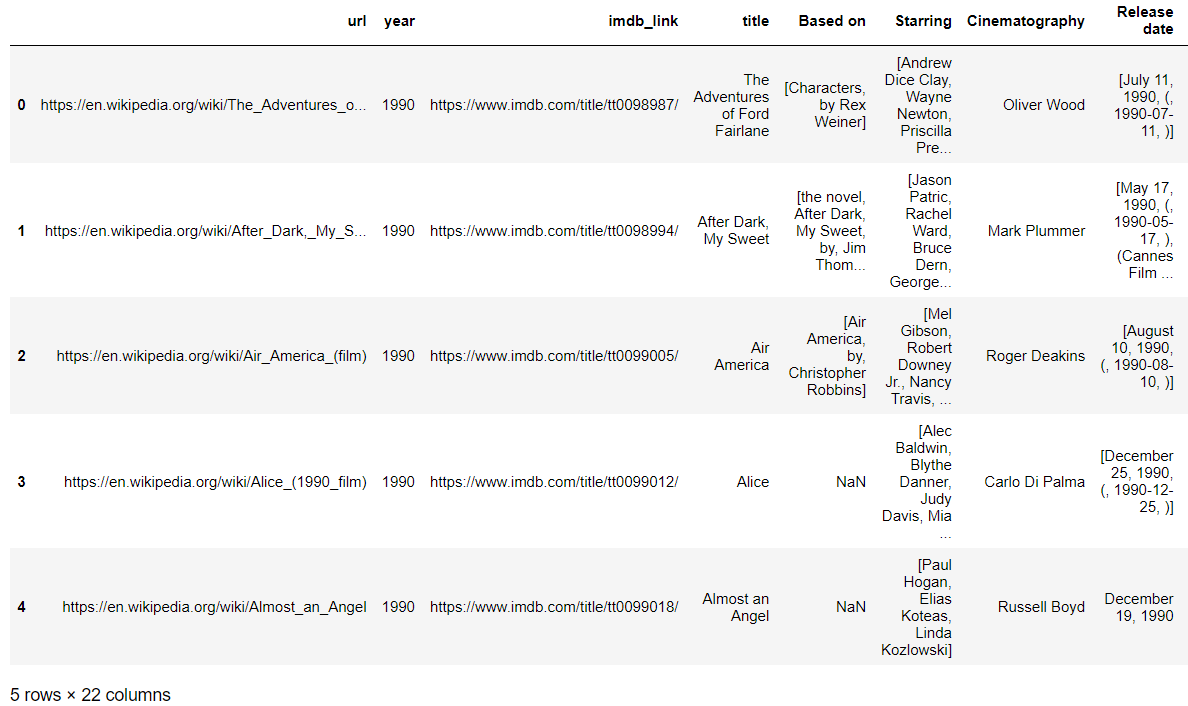 url year imdb_link title Based on Starring Cinematography Release date
0 https://en.wikipedia.org/wiki/The_Adventures_o... 1990 https://www.imdb.com/title/tt0098987/ The Adventures of Ford Fairlane [Characters, by Rex Weiner] [Andrew Dice Clay, Wayne Newton, Priscilla Pre... Oliver Wood [July 11, 1990, (, 1990-07-11, )]
1 https://en.wikipedia.org/wiki/After_Dark,_My_S... 1990 https://www.imdb.com/title/tt0098994/ After Dark, My Sweet [the novel, After Dark, My Sweet, by, Jim Thom... [Jason Patric, Rachel Ward, Bruce Dern, George... Mark Plummer [May 17, 1990, (, 1990-05-17, ), (Cannes Film ...
2 https://en.wikipedia.org/wiki/Air_America_(film) 1990 https://www.imdb.com/title/tt0099005/ Air America [Air America, by, Christopher Robbins] [Mel Gibson, Robert Downey Jr., Nancy Travis, ... Roger Deakins [August 10, 1990, (, 1990-08-10, )]
3 https://en.wikipedia.org/wiki/Alice_(1990_film) 1990 https://www.imdb.com/title/tt0099012/ Alice NaN [Alec Baldwin, Blythe Danner, Judy Davis, Mia ... Carlo Di Palma [December 25, 1990, (, 1990-12-25, )]
4 https://en.wikipedia.org/wiki/Almost_an_Angel 1990 https://www.imdb.com/title/tt0099018/ Almost an Angel NaN [Paul Hogan, Elias Koteas, Linda Kozlowski] Russell Boyd December 19, 1990
5 rows × 22 columns